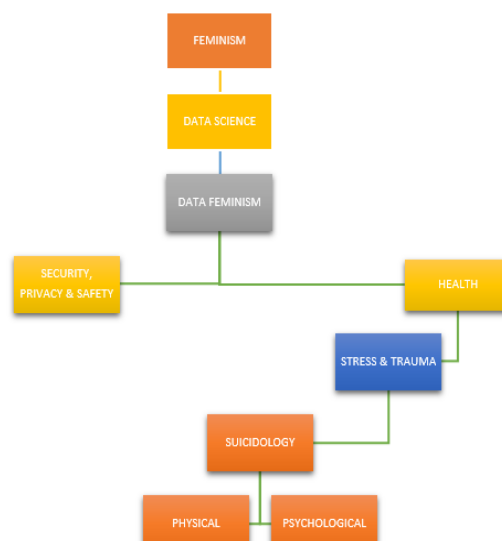 FEMINISM
DATA SCIENCE
DATA FEMINISM
SECURITY,
PRIVACY & SAFETY
HEALTH
STRESS & TRAUMA
SUICIDOLOGY
PHYSICAL
PSYCHOLOGICAL